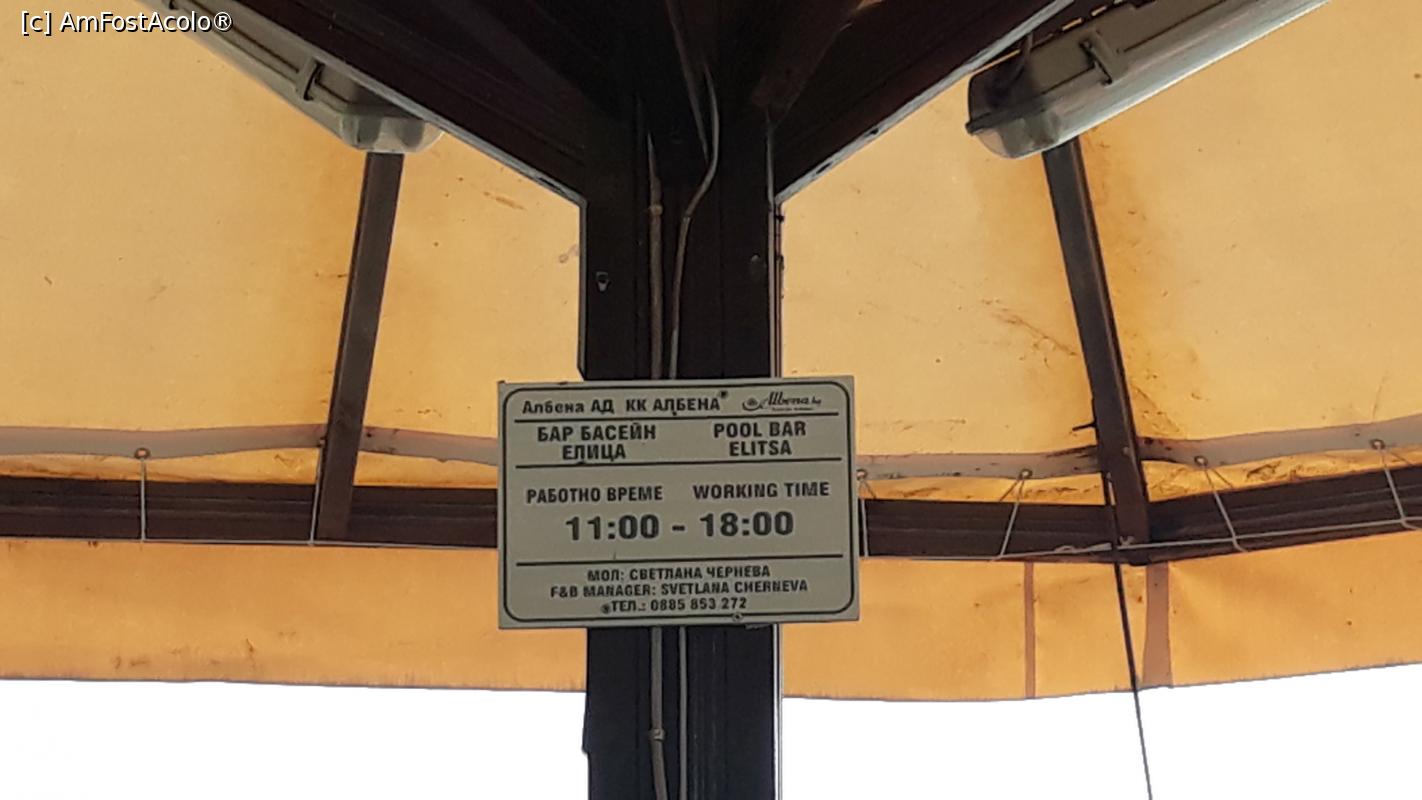 [c] AmFostAcolo®
Албена АД КК АЛБЕНА Albena.bg
БАР БАСЕЙН POOL BAR
ЕЛИЦА ELITSA
РАБОТНО ВРЕМЕ WORKING TIME
11:00 - 18:00
МОЛ: СВЕТЛАНА ЧЕРНЕВА
F&B MANAGER: SVETLANA CHERNEVA
ТЕЛ.: 0885 853 272